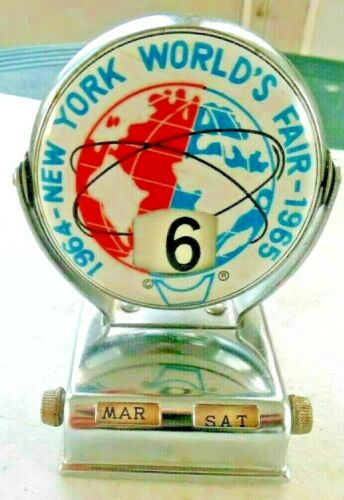 1964-NEW YORK WORLD'S FAIR-1965
6
© ®
MAR SAT